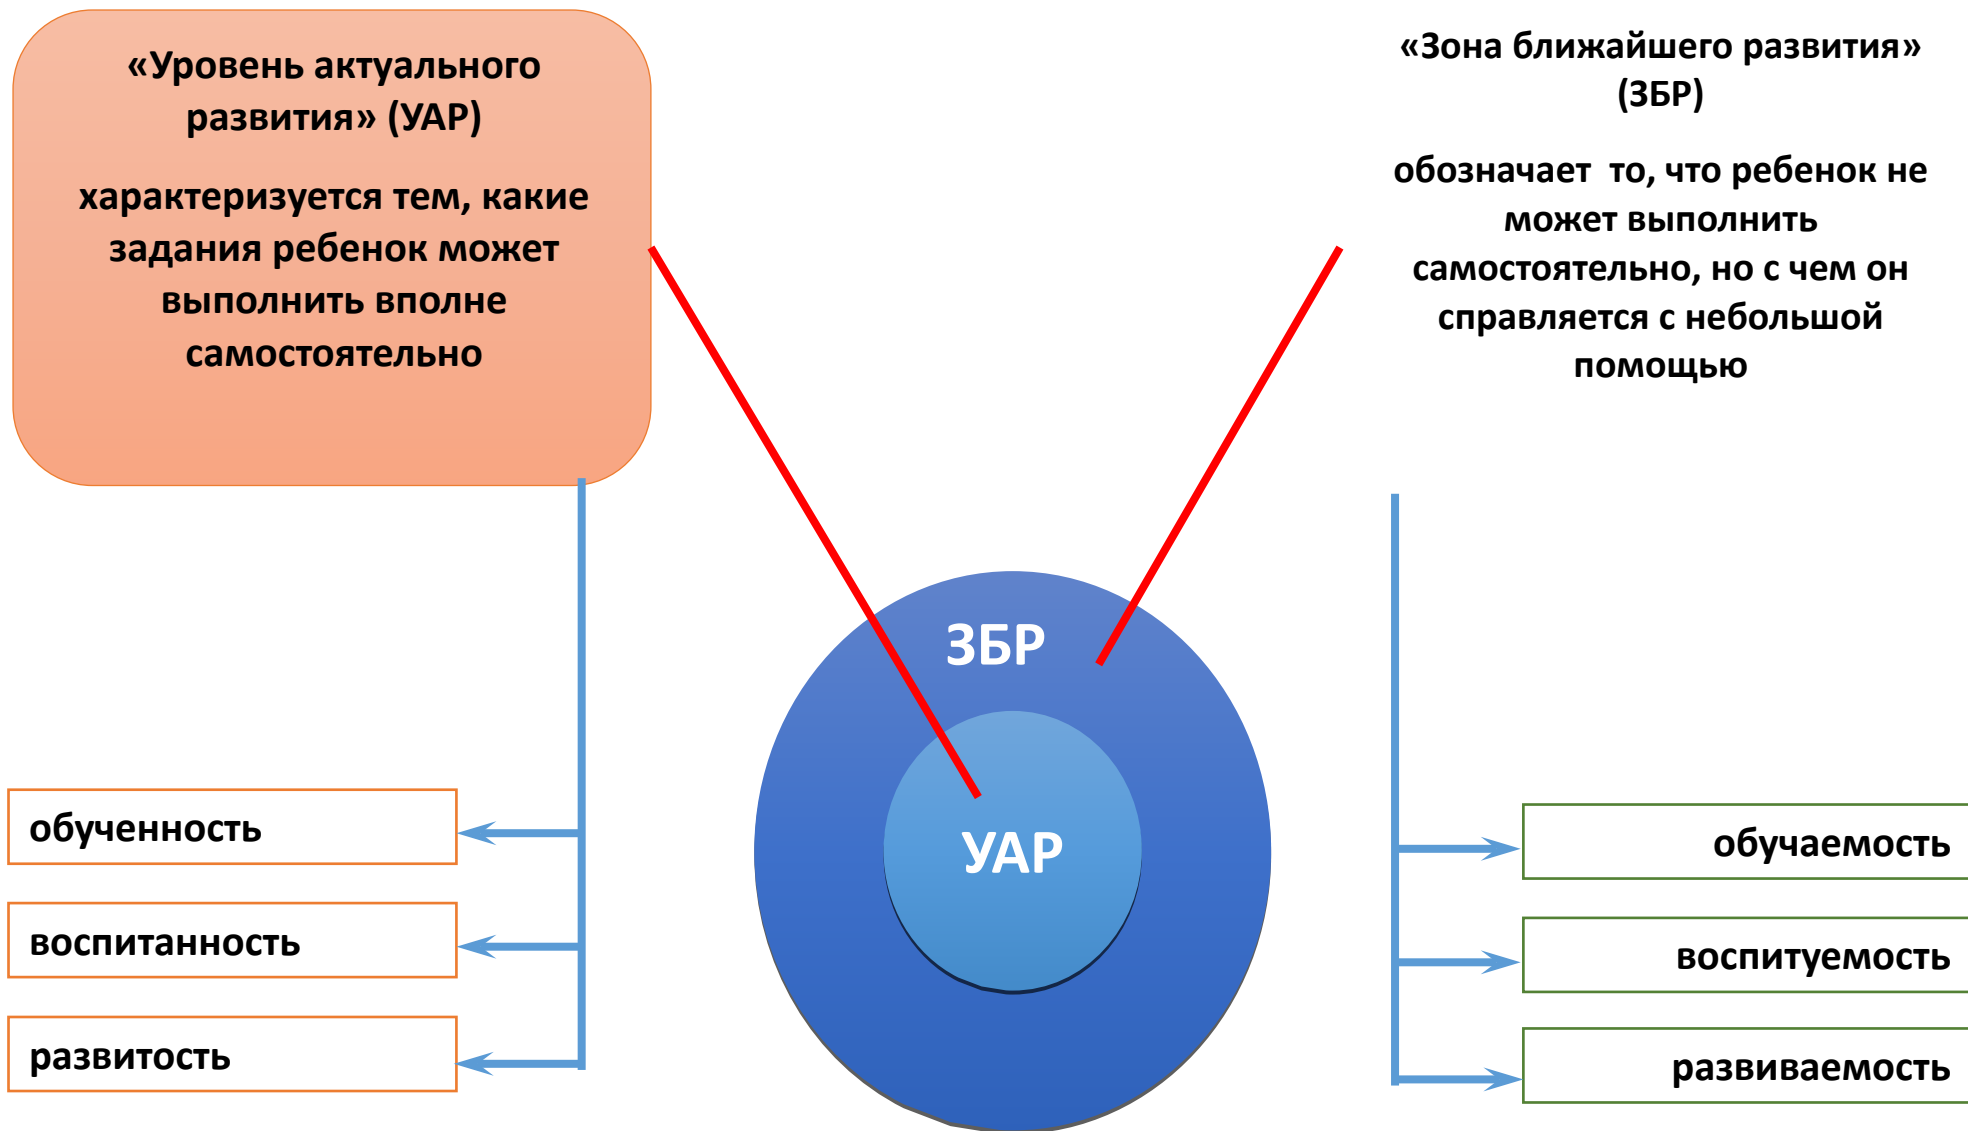 «Уровень актуального
развития» (УАР)
характеризуется тем, какие
задания ребенок может
выполнить вполне
самостоятельно
«Зона ближайшего развития»
(ЗБР)
обозначает  то, что ребенок не
может выполнить
самостоятельно, но с чем он
справляется с небольшой
помощью
ЗБР
УАР
обученность
воспитанность
развитость
обучаемость
воспитуемость
развиваемость